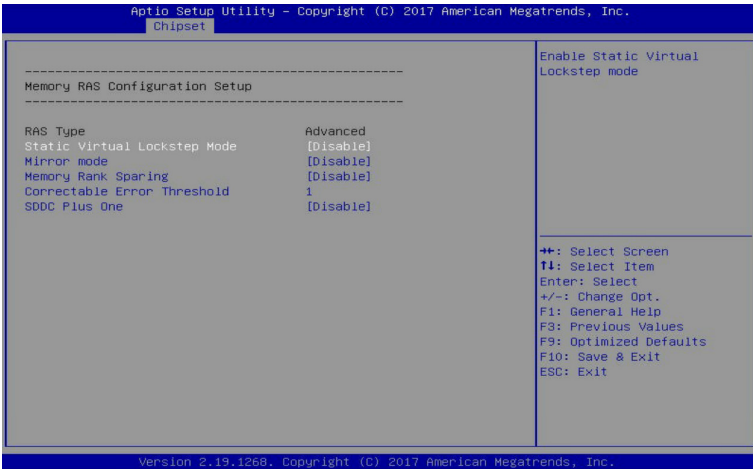 Aptio Setup Utility – Copyright (C) 2017 American Megatrends, Inc.
Chipset
------------------------------------------------
Memory RAS Configuration Setup
------------------------------------------------
RAS Type Advanced
Static Virtual Lockstep Mode [Disable]
Mirror mode [Disable]
Memory Rank Sparing [Disable]
Correctable Error Threshold 1
SDDC Plus One [Disable]
Enable Static Virtual
Lockstep mode
→←: Select Screen
↑↓: Select Item
Enter: Select
+/-: Change Opt.
F1: General Help
F3: Previous Values
F9: Optimized Defaults
F10: Save & Exit
ESC: Exit
Version 2.19.1268. Copyright (C) 2017 American Megatrends, Inc.